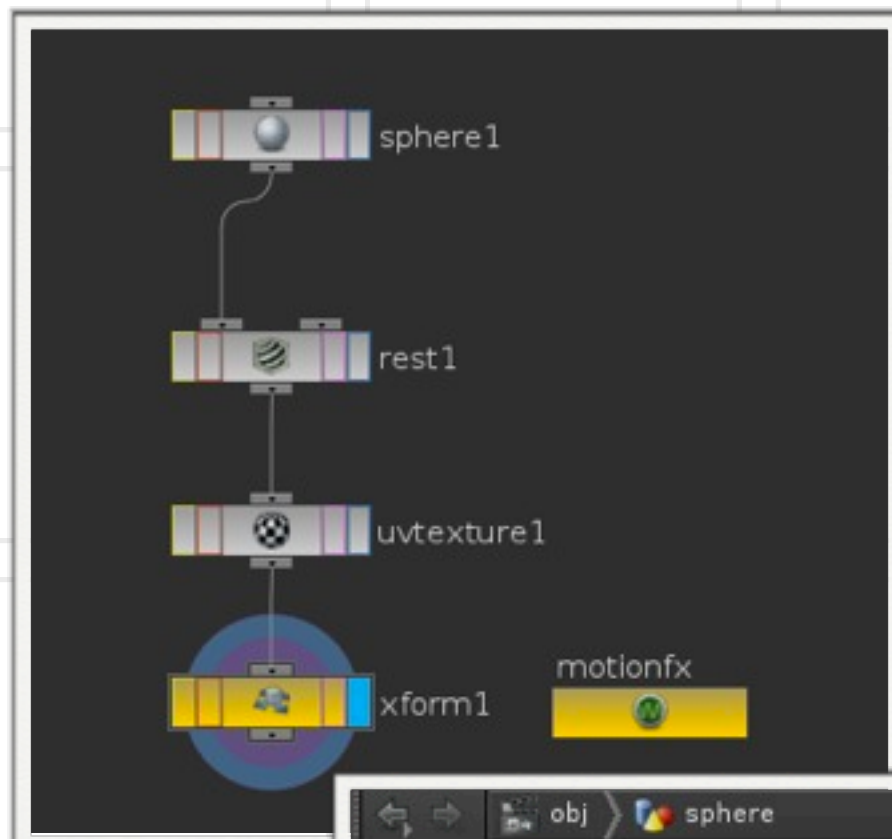 sphere1
rest1
uvtexture1
motionfx
xform1
obj sphere